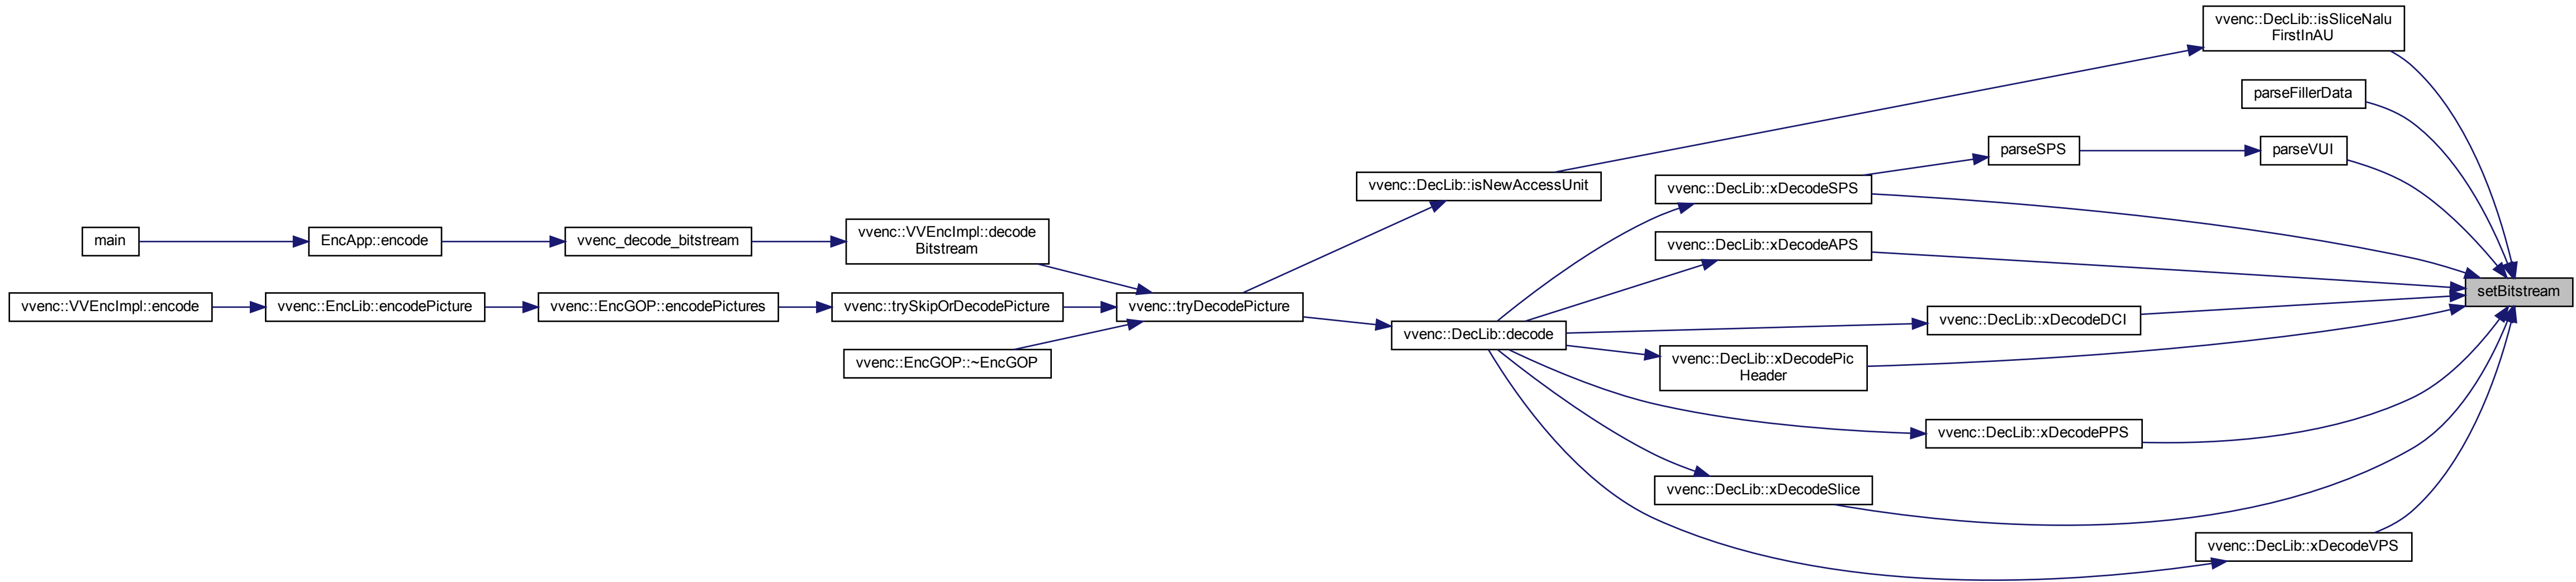 vvenc::DecLib::isSliceNalu
FirstInAU
parseFillerData
parseSPS
parseVUI
vvenc::DecLib::isNewAccessUnit
vvenc::DecLib::xDecodeSPS
main
EncApp::encode
vvenc_decode_bitstream
vvenc::VVEncImpl::decode
Bitstream
vvenc::DecLib::xDecodeAPS
setBitstream
vvenc::VVEncImpl::encode
vvenc::EncLib::encodePicture
vvenc::EncGOP::encodePictures
vvenc::trySkipOrDecodePicture
vvenc::tryDecodePicture
vvenc::DecLib::decode
vvenc::DecLib::xDecodeDCI
vvenc::EncGOP::~EncGOP
vvenc::DecLib::xDecodePic
Header
vvenc::DecLib::xDecodePPS
vvenc::DecLib::xDecodeSlice
vvenc::DecLib::xDecodeVPS